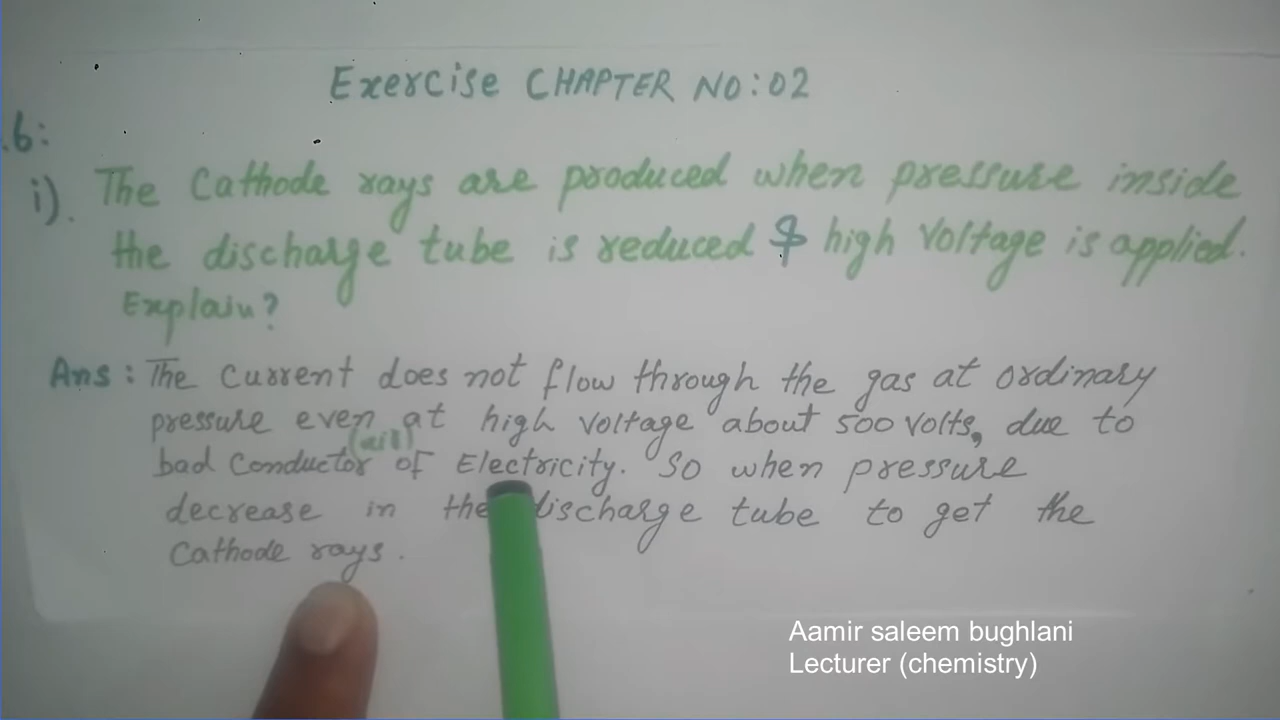 Exercise CHAPTER NO:02
.6:
i). The Cathode rays are produced when pressure inside
the discharge tube is reduced & high Voltage is applied.
Explain?
Ans: The Current does not flow through the gas at ordinary
pressure even at high Voltage about 500 Volts, due to
(air)
bad Conductor of Electricity. So when pressure
decrease in the discharge tube to get the
Cathode rays.
Aamir saleem bughlani
Lecturer (chemistry)